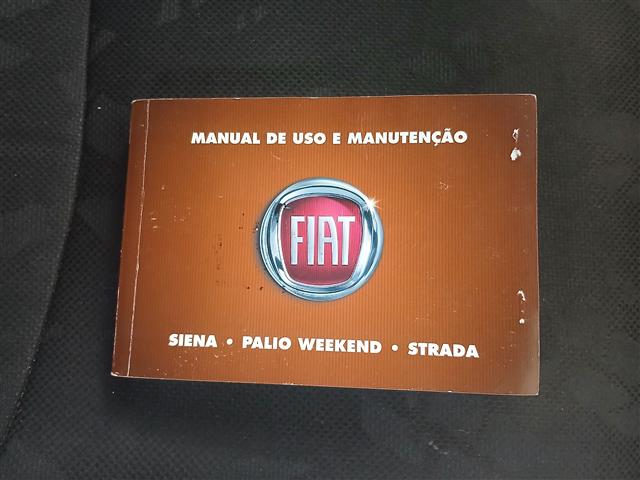 MANUAL DE USO E MANUTENÇÃO
FIAT
SIENA • PALIO WEEKEND • STRADA